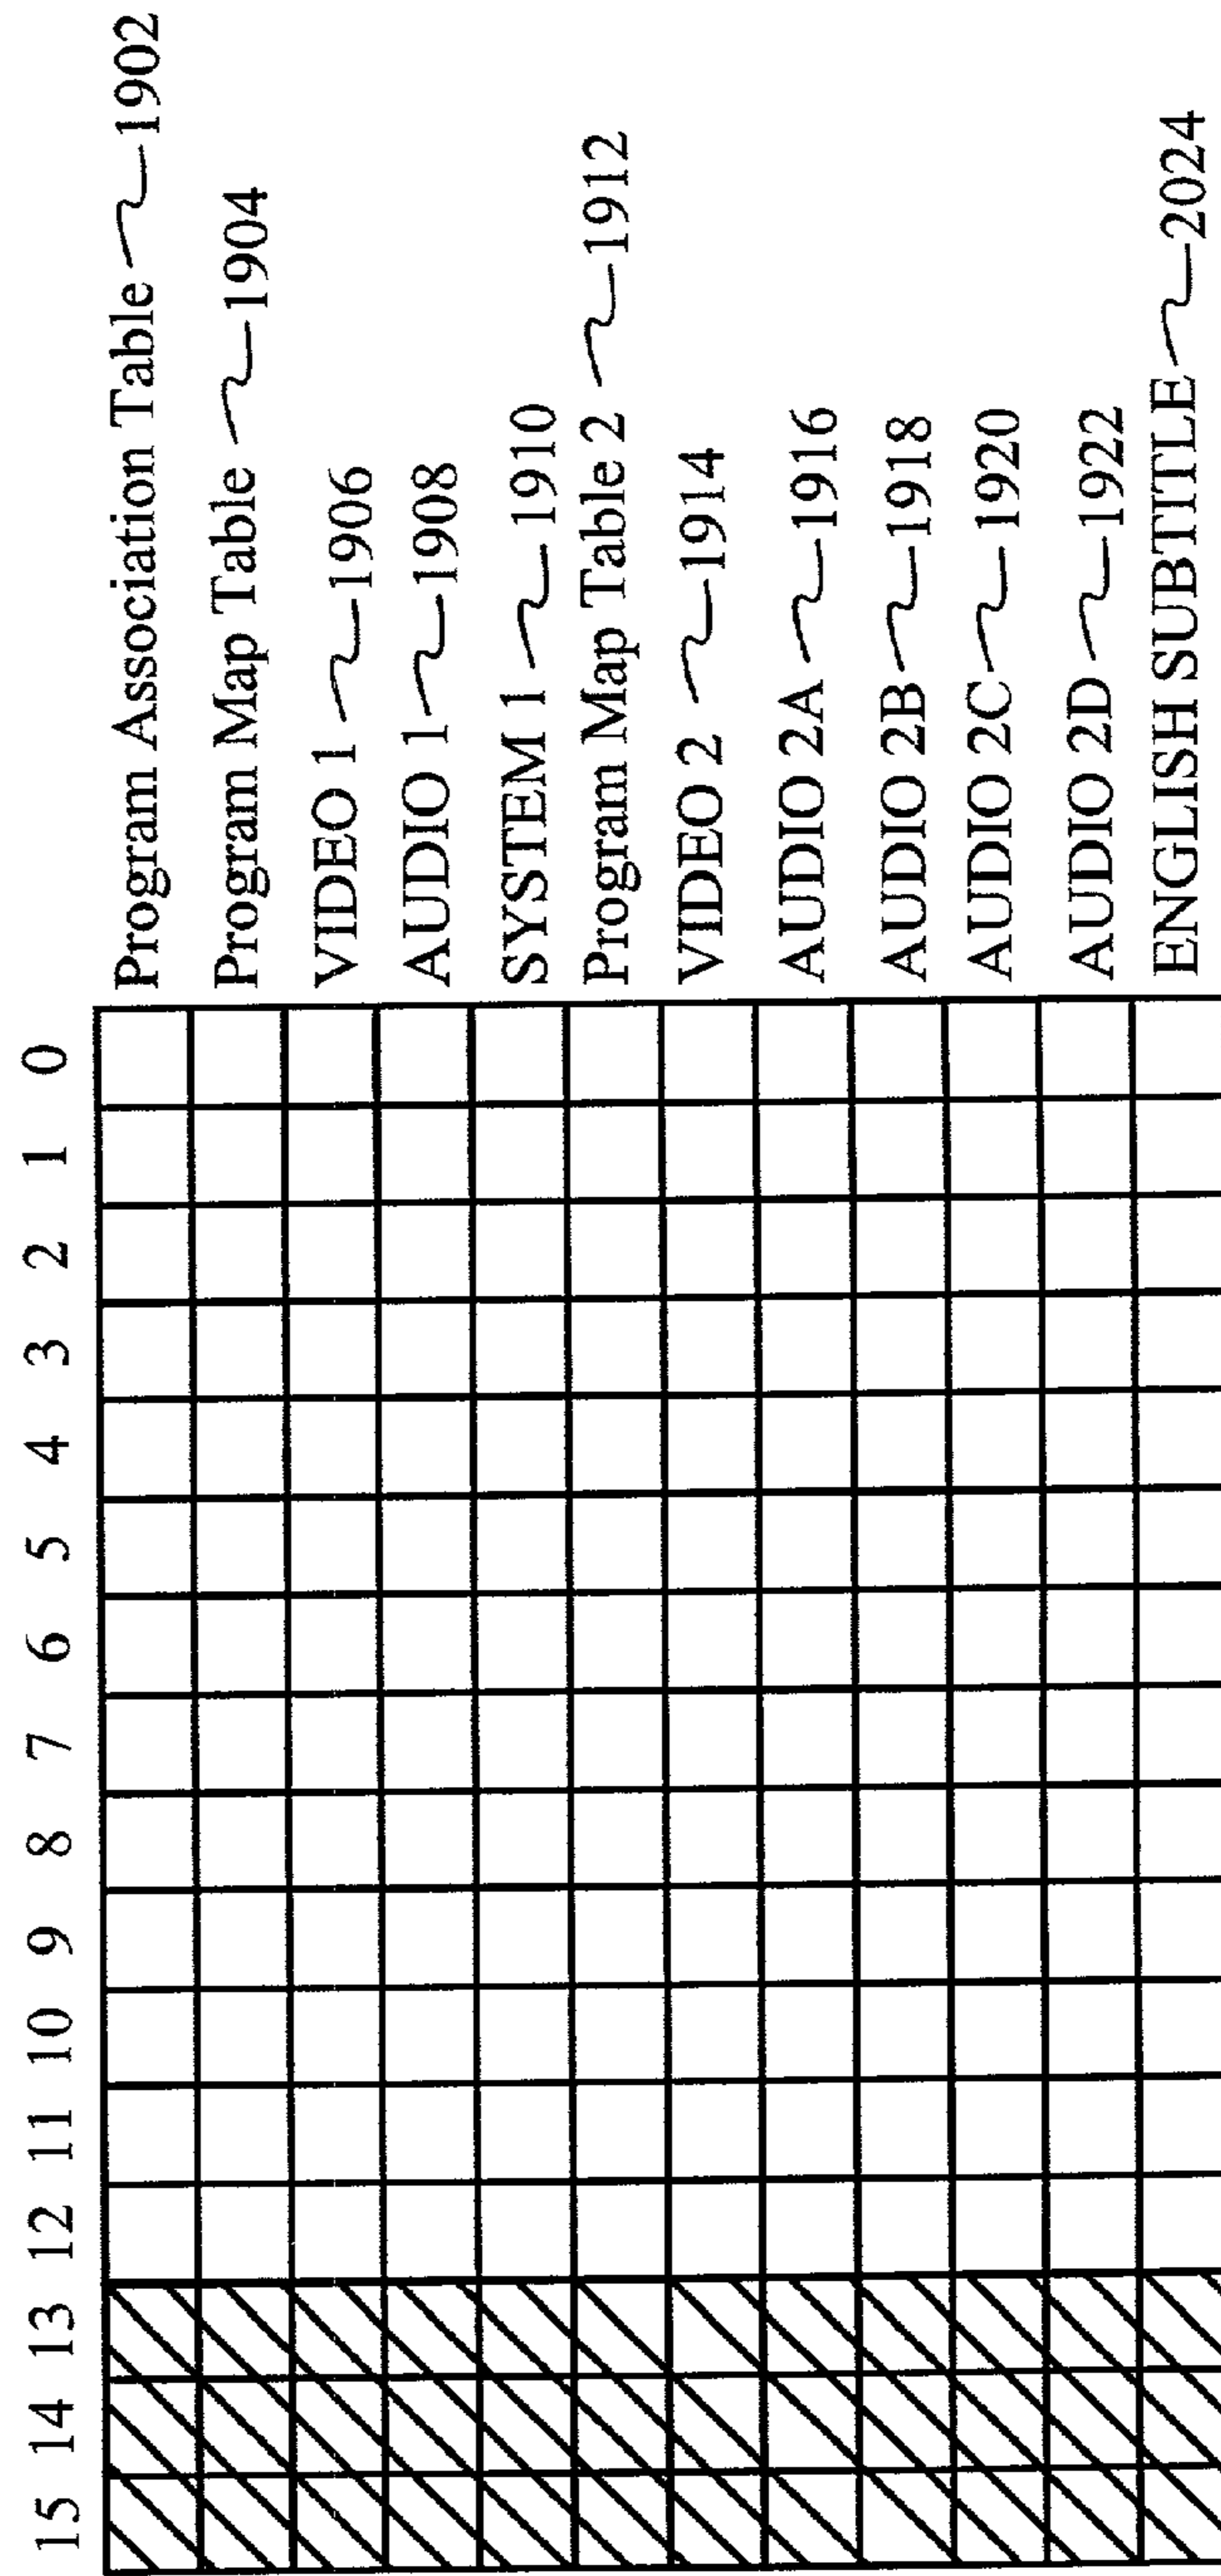 15 14 13 12 11 10 9 8 7 6 5 4 3 2 1 0
Program Association Table 1902
Program Map Table 1904
VIDEO 1 1906
AUDIO 1 1908
SYSTEM 1 1910
Program Map Table 2 1912
VIDEO 2 1914
AUDIO 2A 1916
AUDIO 2B 1918
AUDIO 2C 1920
AUDIO 2D 1922
ENGLISH SUBTITLE 2024